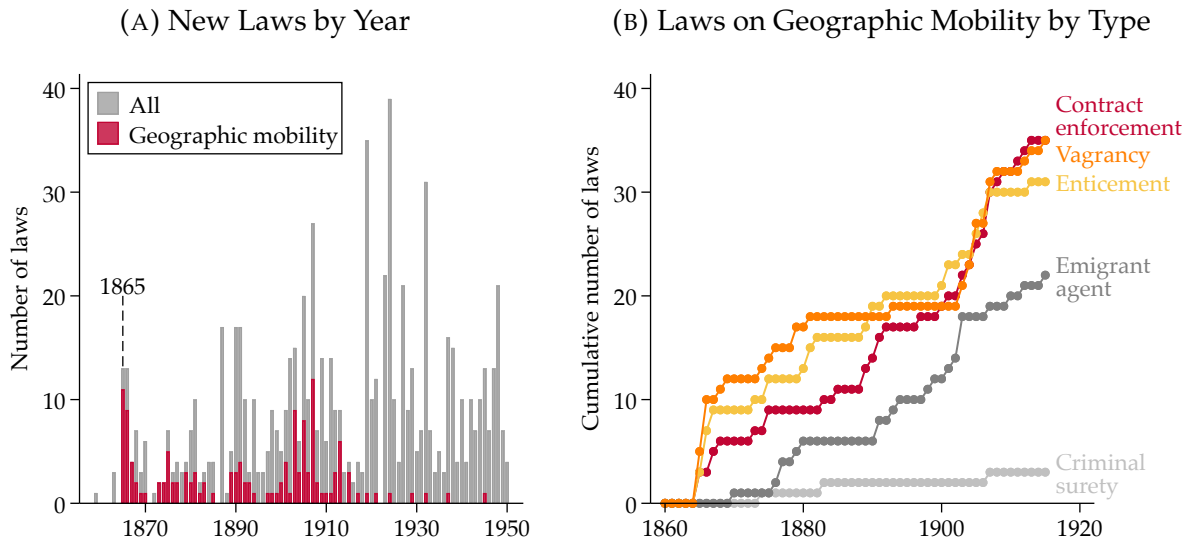 (A) New Laws by Year
Number of laws
40
30
20
10
0
All
Geographic mobility
1865
1870
1890
1910
1930
1950
(B) Laws on Geographic Mobility by Type
Cumulative number of laws
40
30
20
10
0
Contract
enforcement
Vagrancy
Enticement
Emigrant
agent
Criminal
surety
1860
1880
1900
1920